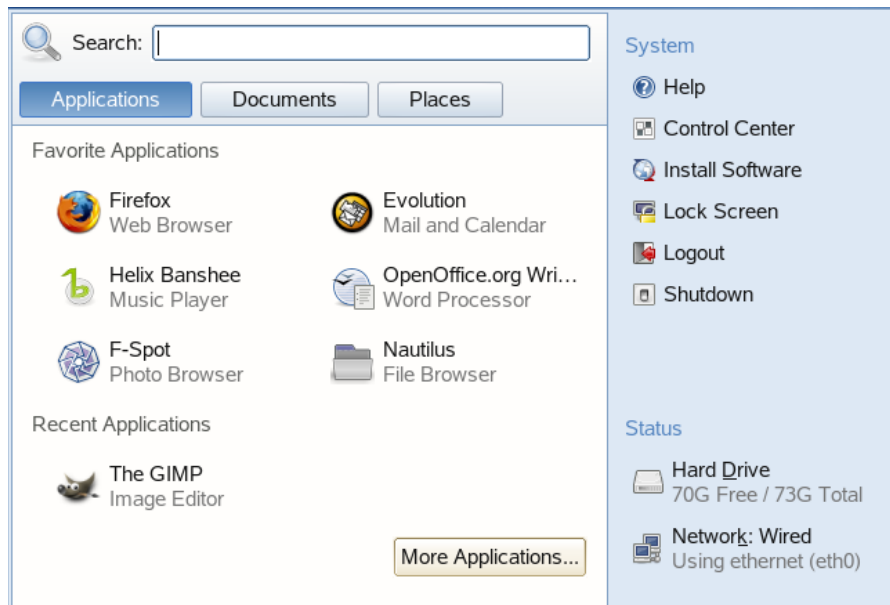 Search:
Applications
Documents
Places
Favorite Applications
Firefox
Web Browser
Evolution
Mail and Calendar
Helix Banshee
Music Player
OpenOffice.org Wri...
Word Processor
F-Spot
Photo Browser
Nautilus
File Browser
Recent Applications
The GIMP
Image Editor
More Applications...
System
Help
Control Center
Install Software
Lock Screen
Logout
Shutdown
Status
Hard Drive
70G Free / 73G Total
Network: Wired
Using ethernet (eth0)